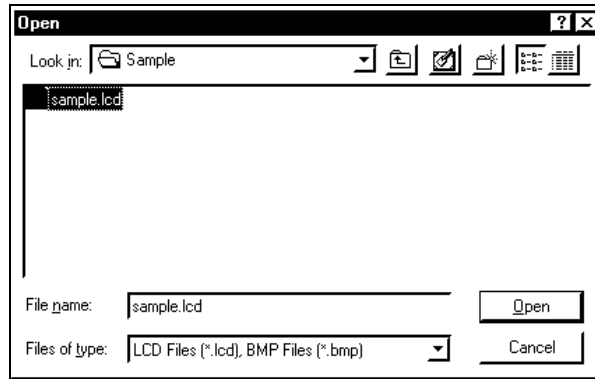 Open
Look in: Sample
sample.lcd
File name: sample.lcd
Open
Files of type: LCD Files (*.lcd), BMP Files (*.bmp)
Cancel